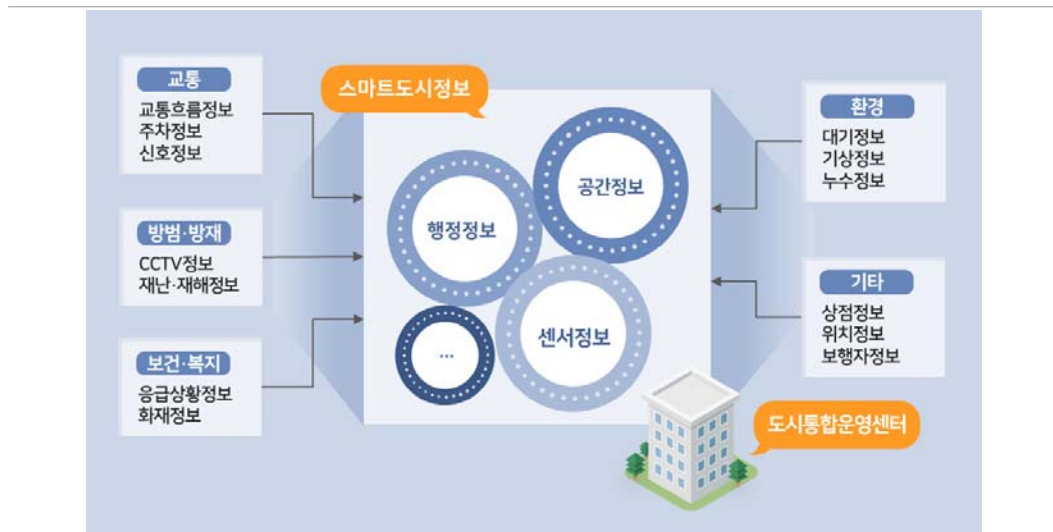 교통
교통흐름정보
주차정보
신호정보
방범·방재
CCTV정보
재난·재해정보
보건·복지
응급상황정보
화재정보
스마트도시정보
행정정보
공간정보
센서정보
...
도시통합운영센터
환경
대기정보
기상정보
누수정보
기타
상점정보
위치정보
보행자정보